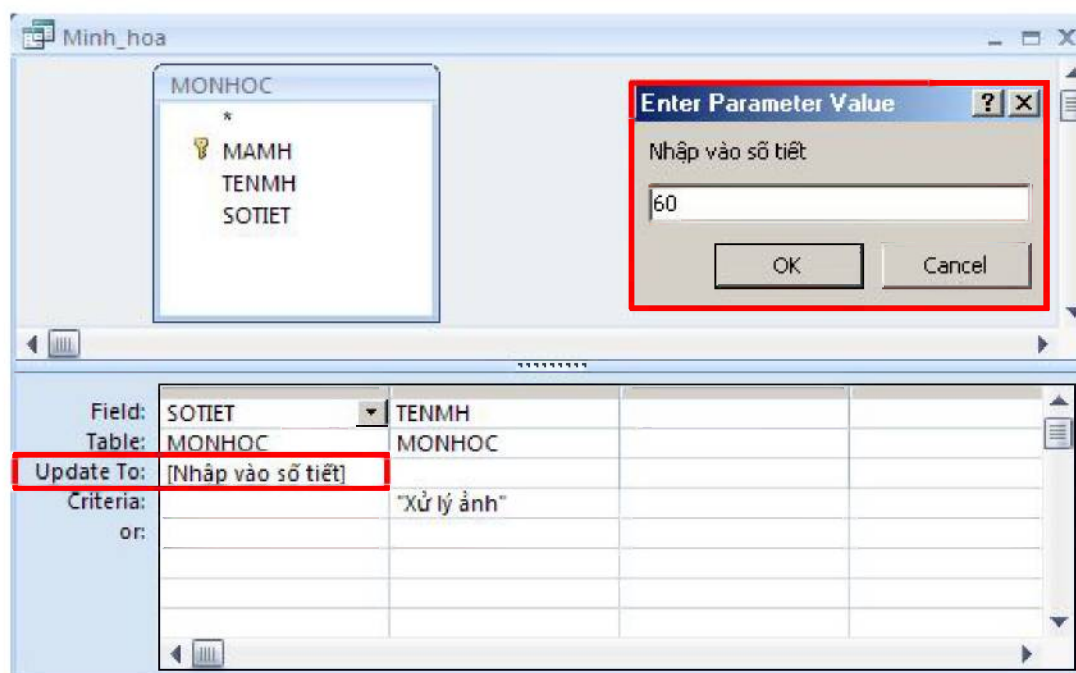 Minh_hoa
MONHOC
*
MAMH
TENMH
SOTIET
Enter Parameter Value
Nhập vào số tiết
60
OK Cancel
Field: SOTIET TENMH
Table: MONHOC MONHOC
Update To: [Nhập vào số tiết]
Criteria: "Xử lý ảnh"
or: